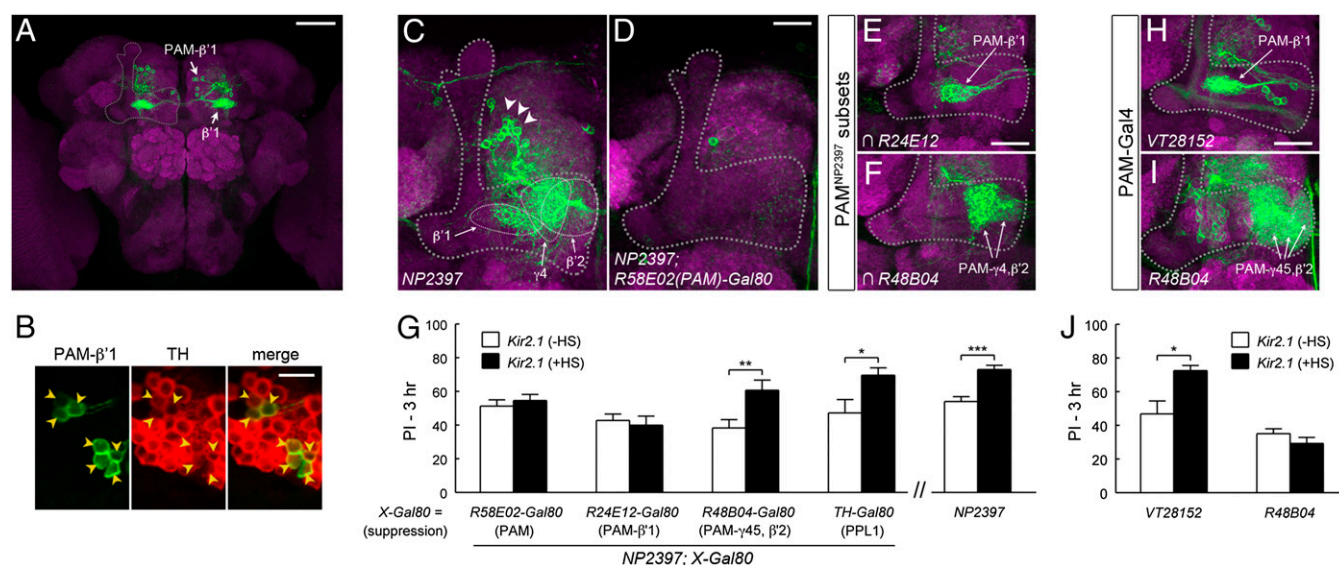 A
PAM-β'1
β'1
B
PAM-β'1 TH merge
C
β'1
γ4
β'2
NP2397
D
NP2397;
R58E02(PAM)-Gal80
PAM^NP2397 subsets
E
PAM-β'1
∩ R24E12
F
PAM-γ4,β'2
∩ R48B04
PAM-Gal4
H
PAM-β'1
VT28152
I
PAM-γ45,β'2
R48B04
G
100
80
60
40
20
0
PI - 3 hr
Kir2.1 (-HS)
Kir2.1 (+HS)
**
*
***
//
X-Gal80 = R58E02-Gal80 R24E12-Gal80 R48B04-Gal80 TH-Gal80 NP2397
(suppression) (PAM) (PAM-β'1) (PAM-γ45, β'2) (PPL1)
NP2397; X-Gal80
J
100
80
60
40
20
0
PI - 3 hr
Kir2.1 (-HS)
Kir2.1 (+HS)
*
VT28152 R48B04